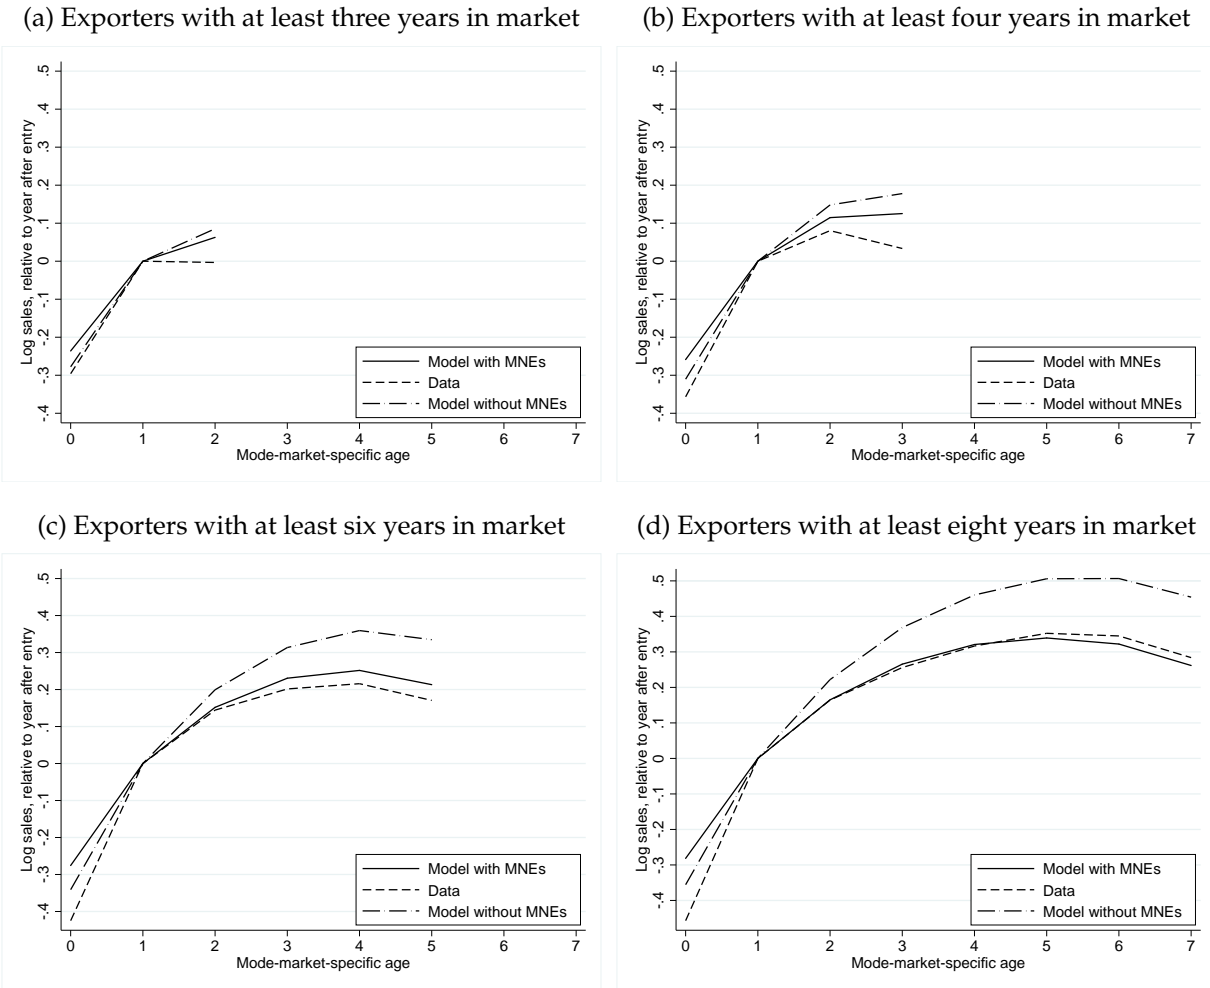 (a) Exporters with at least three years in market
Log sales, relative to year after entry
.5
.4
.3
.2
.1
0
-.1
-.2
-.3
-.4
0 1 2 3 4 5 6 7
Mode-market-specific age
Model with MNEs
Data
Model without MNEs
(b) Exporters with at least four years in market
Log sales, relative to year after entry
.5
.4
.3
.2
.1
0
-.1
-.2
-.3
-.4
0 1 2 3 4 5 6 7
Mode-market-specific age
Model with MNEs
Data
Model without MNEs
(c) Exporters with at least six years in market
Log sales, relative to year after entry
.5
.4
.3
.2
.1
0
-.1
-.2
-.3
-.4
0 1 2 3 4 5 6 7
Mode-market-specific age
Model with MNEs
Data
Model without MNEs
(d) Exporters with at least eight years in market
Log sales, relative to year after entry
.5
.4
.3
.2
.1
0
-.1
-.2
-.3
-.4
0 1 2 3 4 5 6 7
Mode-market-specific age
Model with MNEs
Data
Model without MNEs